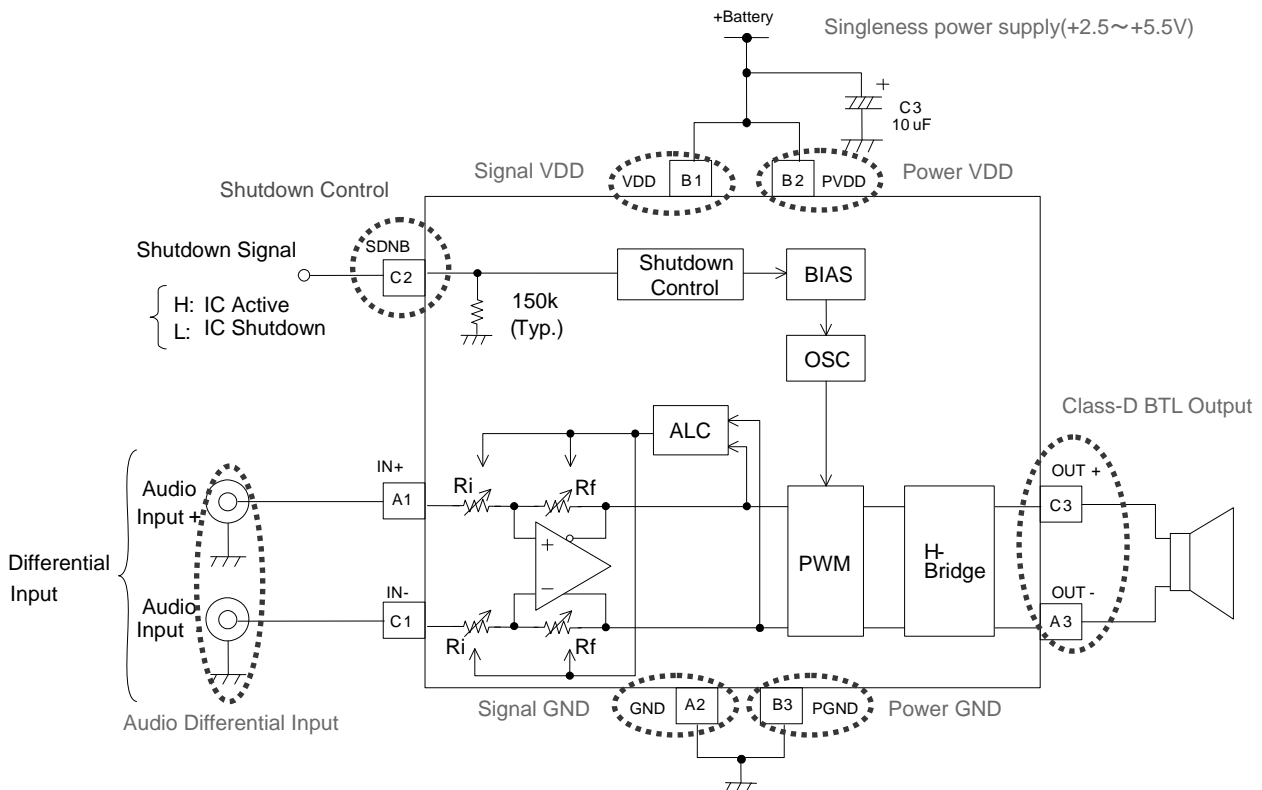 +Battery
Singleness power supply(+2.5～+5.5V)
+
C3
10 uF
Signal VDD
VDD
B1
B2
PVDD
Power VDD
Shutdown Control
Shutdown Signal
SDNB
C2
H: IC Active
L: IC Shutdown
150k
(Typ.)
Shutdown
Control
BIAS
OSC
Class-D BTL Output
ALC
Differential
Input
Audio
Input +
IN+
A1
Ri
Rf
+
−
PWM
H-
Bridge
OUT +
C3
Audio
Input
IN-
C1
Ri
Rf
OUT -
A3
Audio Differential Input
Signal GND
GND
A2
B3
PGND
Power GND